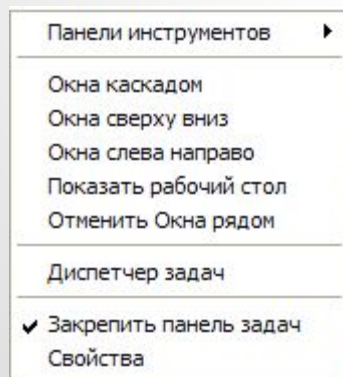 Панели инструментов
Окна каскадом
Окна сверху вниз
Окна слева направо
Показать рабочий стол
Отменить Окна рядом
Диспетчер задач
Закрепить панель задач
Свойства